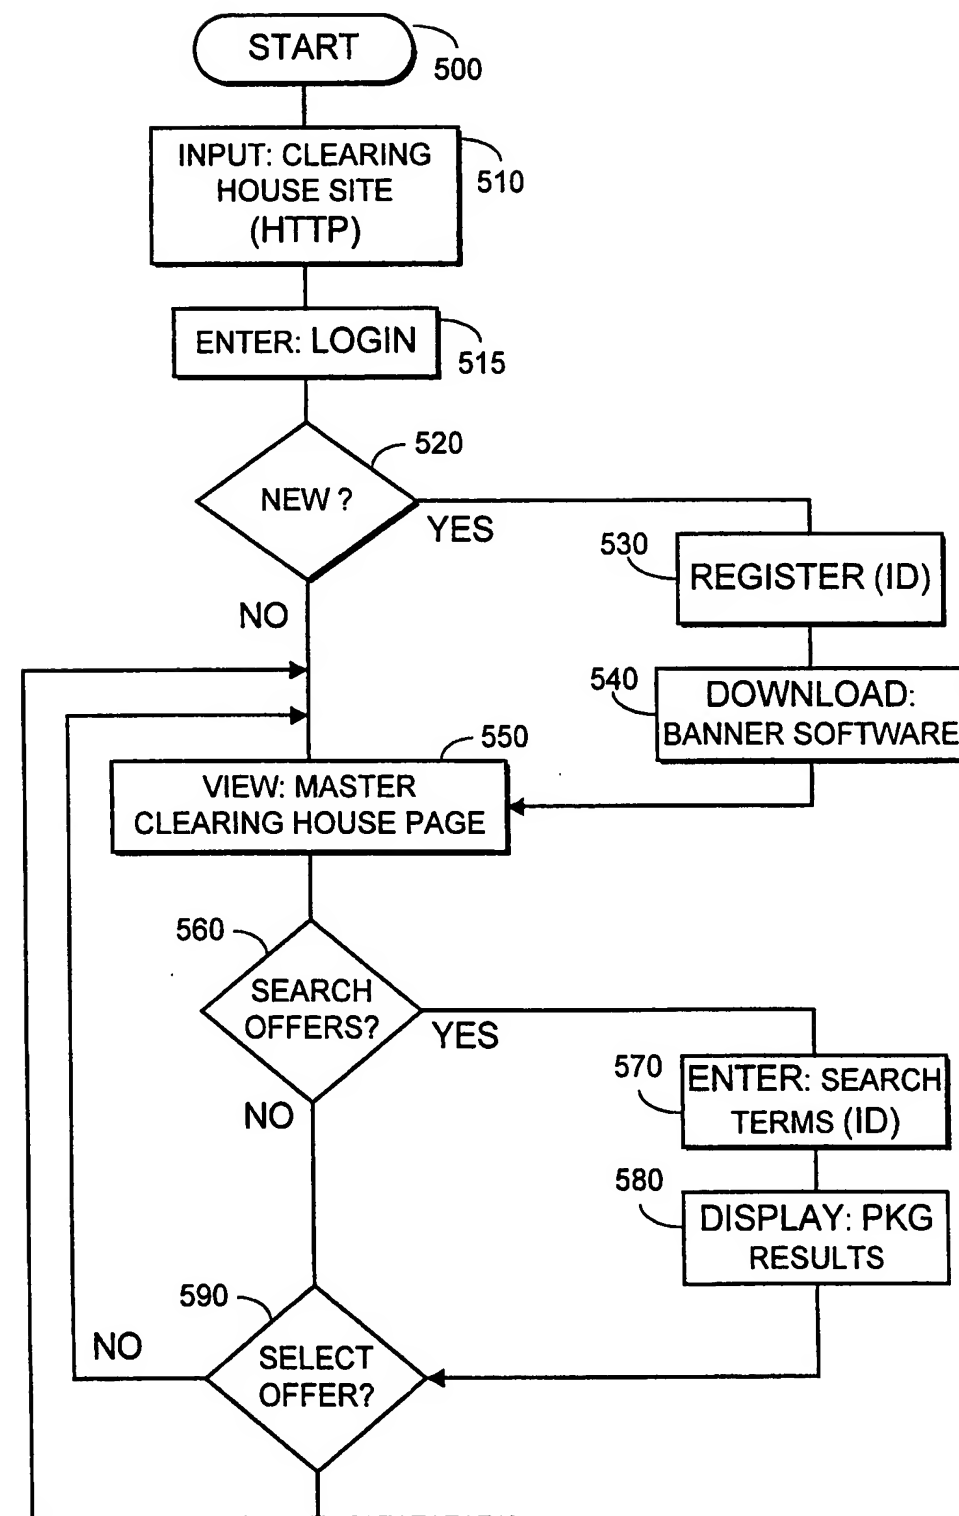 START
500
INPUT: CLEARING
HOUSE SITE
(HTTP)
510
ENTER: LOGIN
515
520
NEW ?
YES
NO
530
REGISTER (ID)
540
DOWNLOAD:
BANNER SOFTWARE
550
VIEW: MASTER
CLEARING HOUSE PAGE
560
SEARCH
OFFERS?
YES
NO
570
ENTER: SEARCH
TERMS (ID)
580
DISPLAY: PKG
RESULTS
590
SELECT
OFFER?
NO